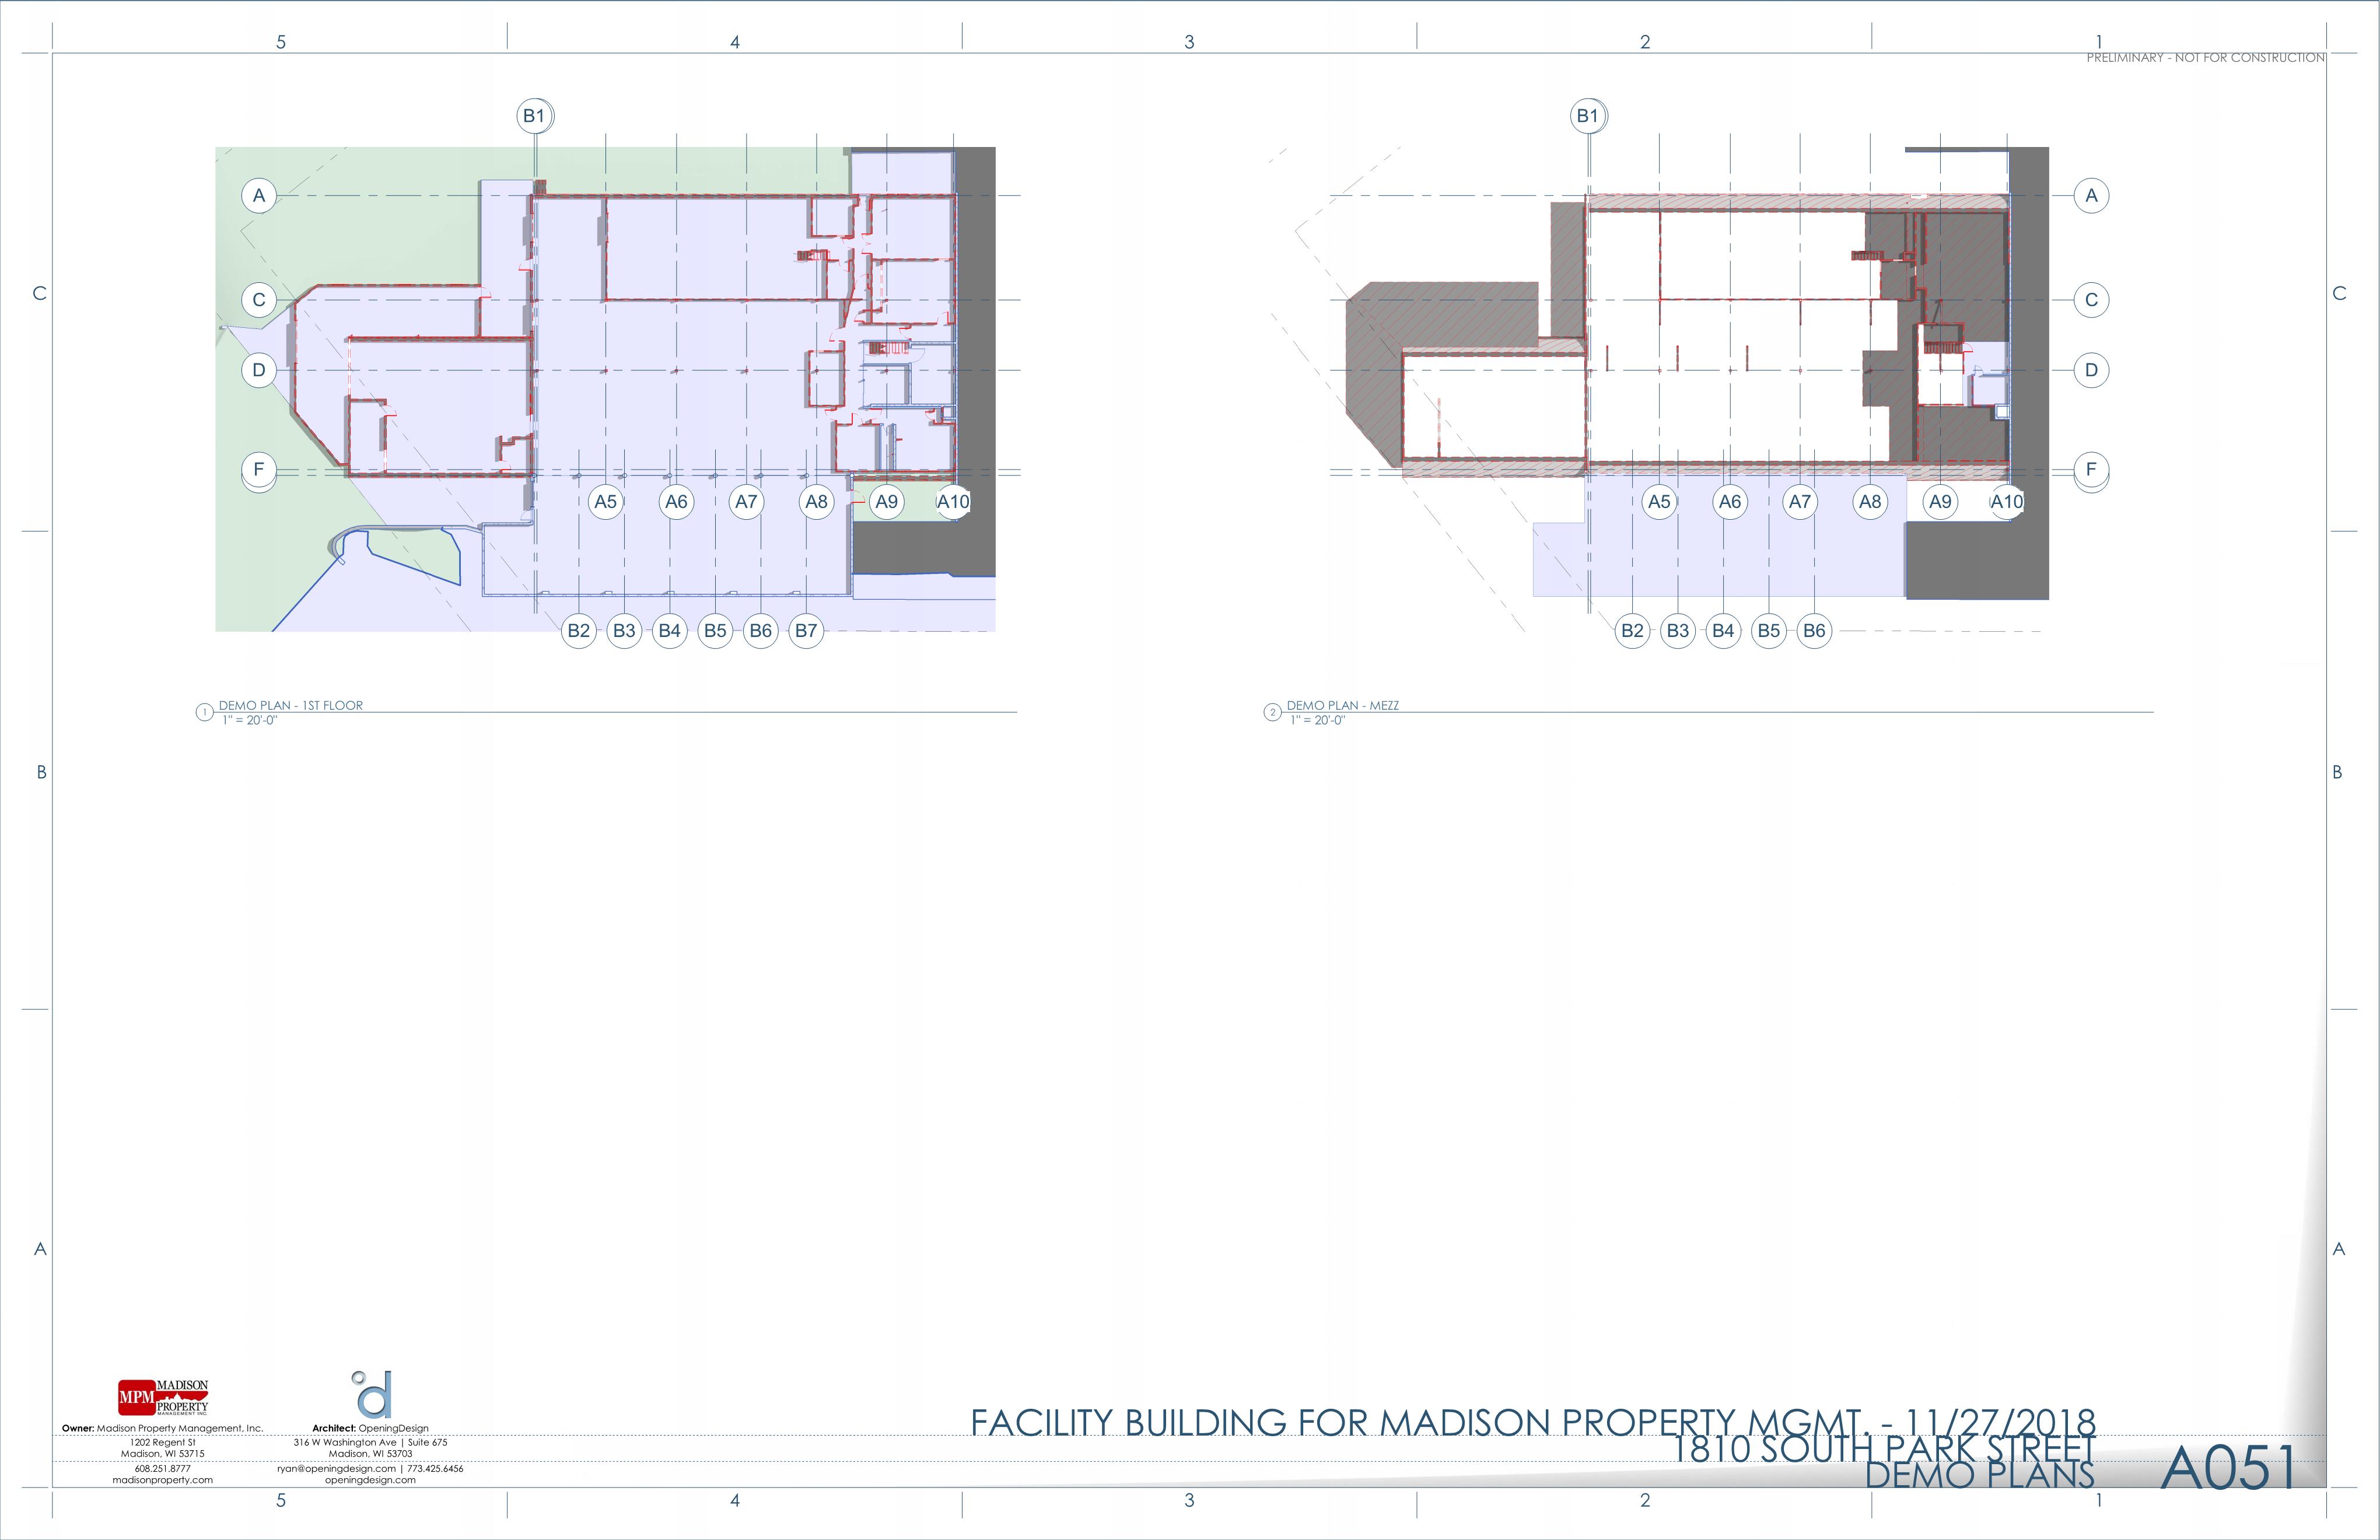 5 4 3 2 1
PRELIMINARY - NOT FOR CONSTRUCTION
B1 B1
A A
C C
C C
D D
F F
A5 A6 A7 A8 A9 A10 A5 A6 A7 A8 A9 A10
B2 B3 B4 B5 B6 B7 B2 B3 B4 B5 B6
1 DEMO PLAN - 1ST FLOOR
1" = 20'-0"
2 DEMO PLAN - MEZZ
1" = 20'-0"
B B
A A
MPM MADISON
PROPERTY
MANAGEMENT INC.
Owner: Madison Property Management, Inc.
1202 Regent St
Madison, WI 53715
608.251.8777
madisonproperty.com
d
Architect: OpeningDesign
316 W Washington Ave | Suite 675
Madison, WI 53703
ryan@openingdesign.com | 773.425.6456
openingdesign.com
FACILITY BUILDING FOR MADISON PROPERTY MGMT. - 11/27/2018
1810 SOUTH PARK STREET
DEMO PLANS
A051
5 4 3 2 1